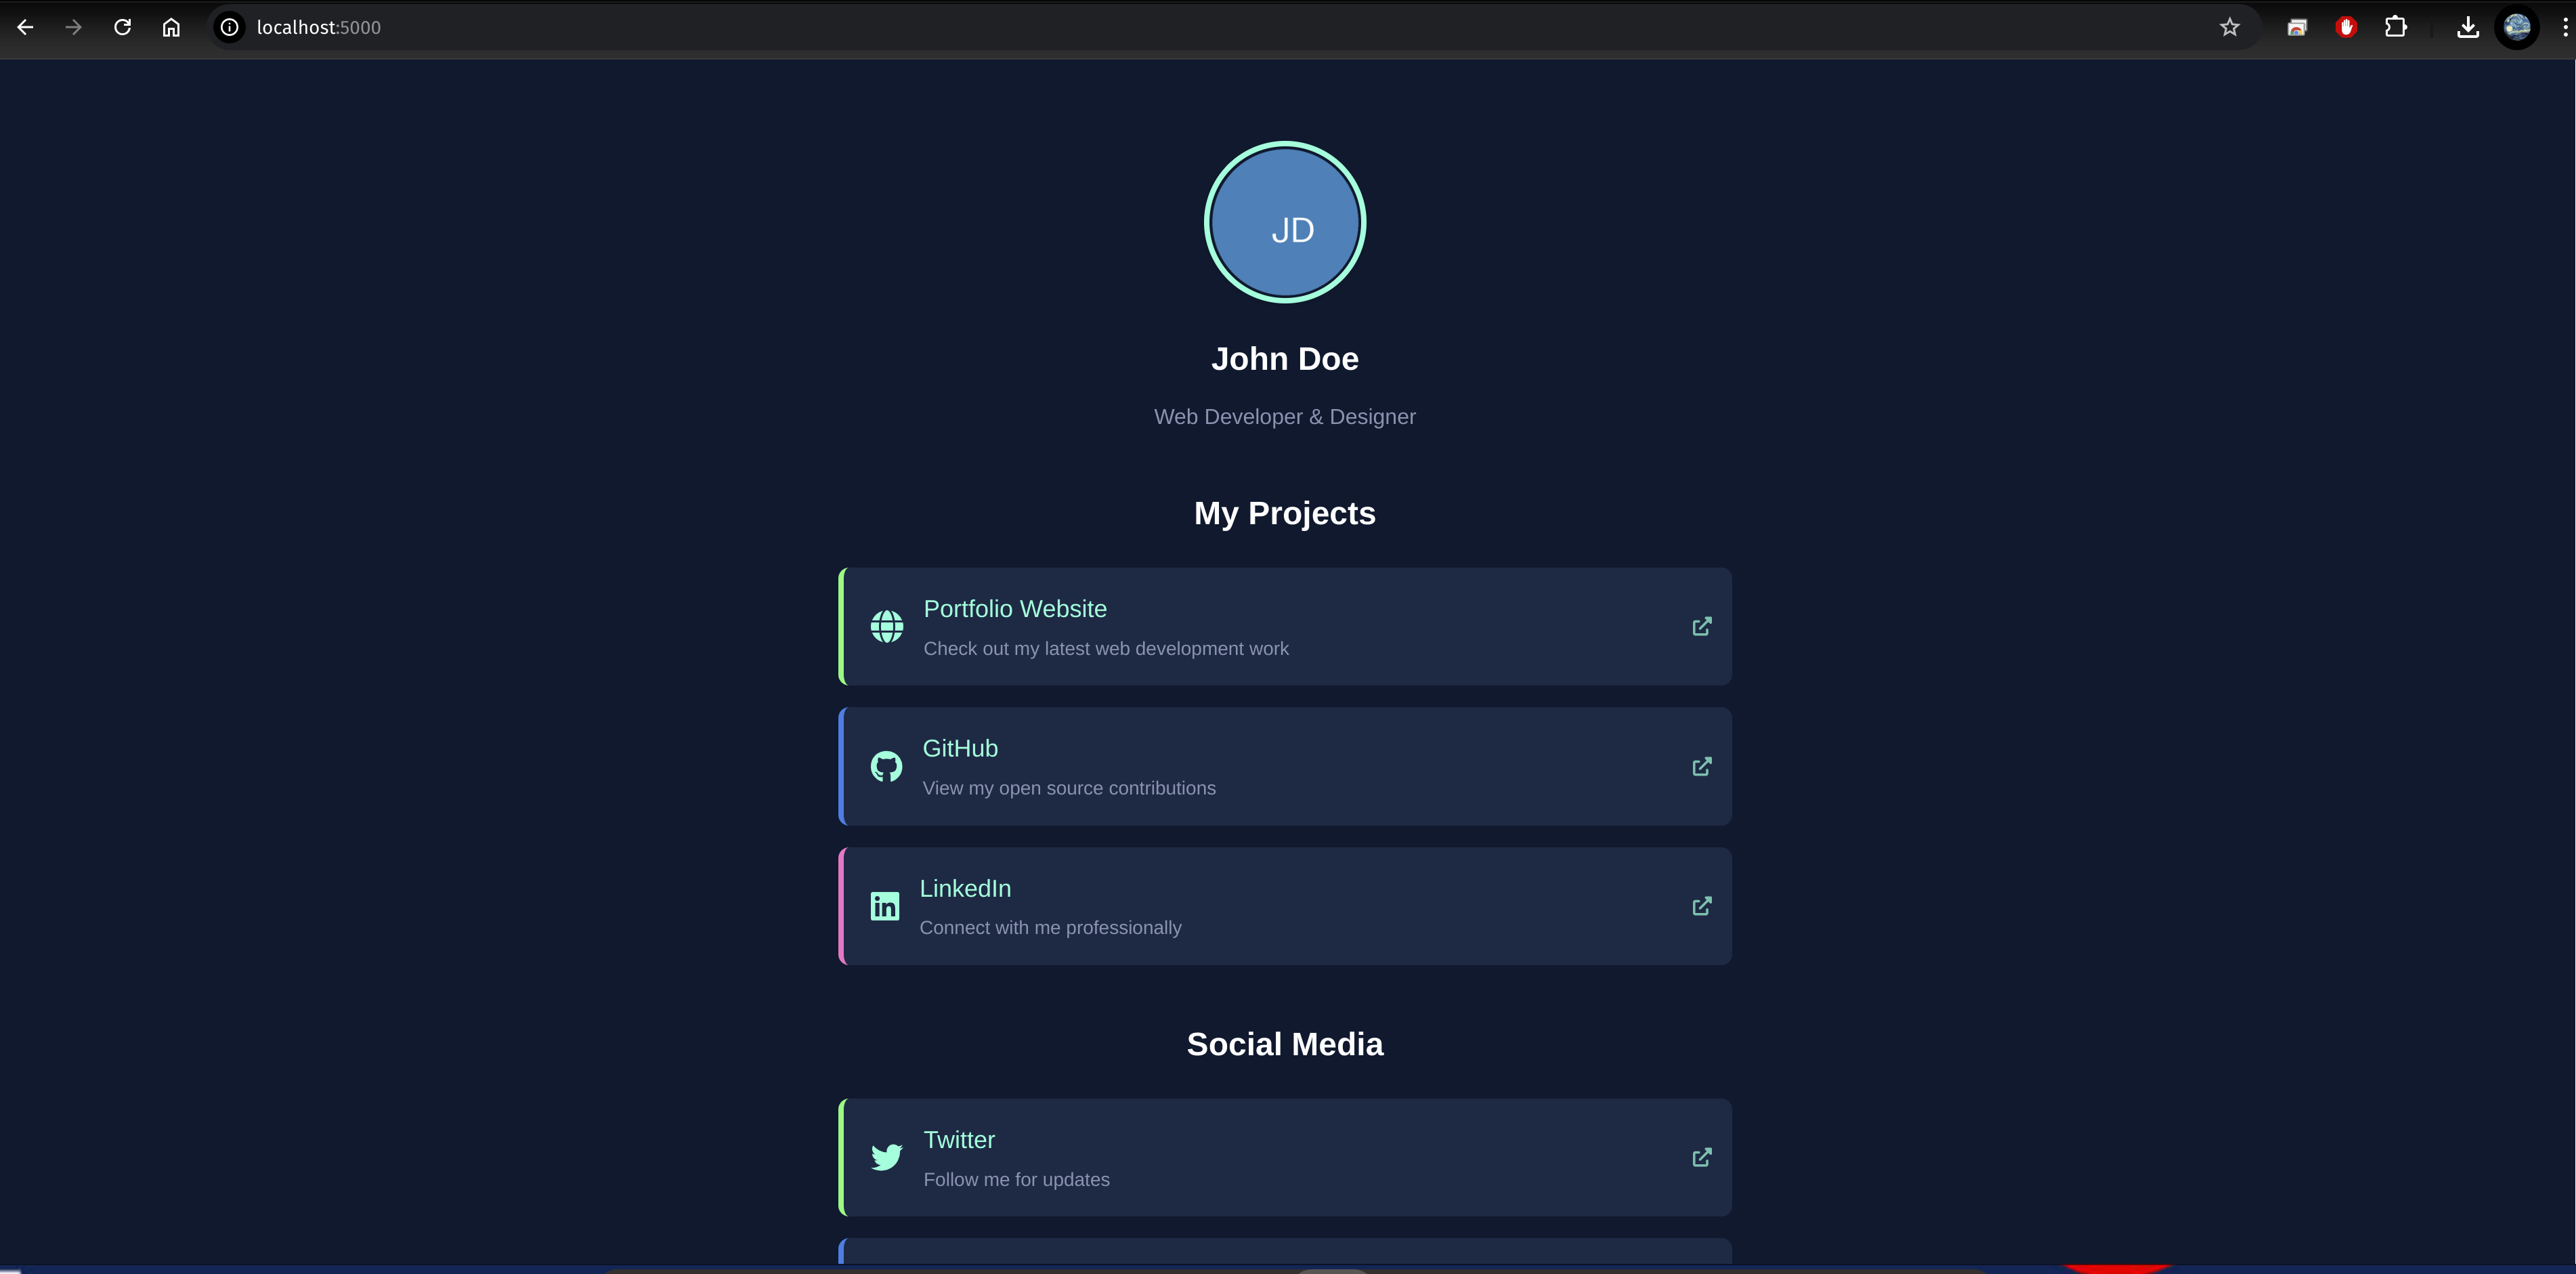 localhost:5000
JD
John Doe
Web Developer & Designer
My Projects
Portfolio Website
Check out my latest web development work
GitHub
View my open source contributions
in
LinkedIn
Connect with me professionally
Social Media
Twitter
Follow me for updates